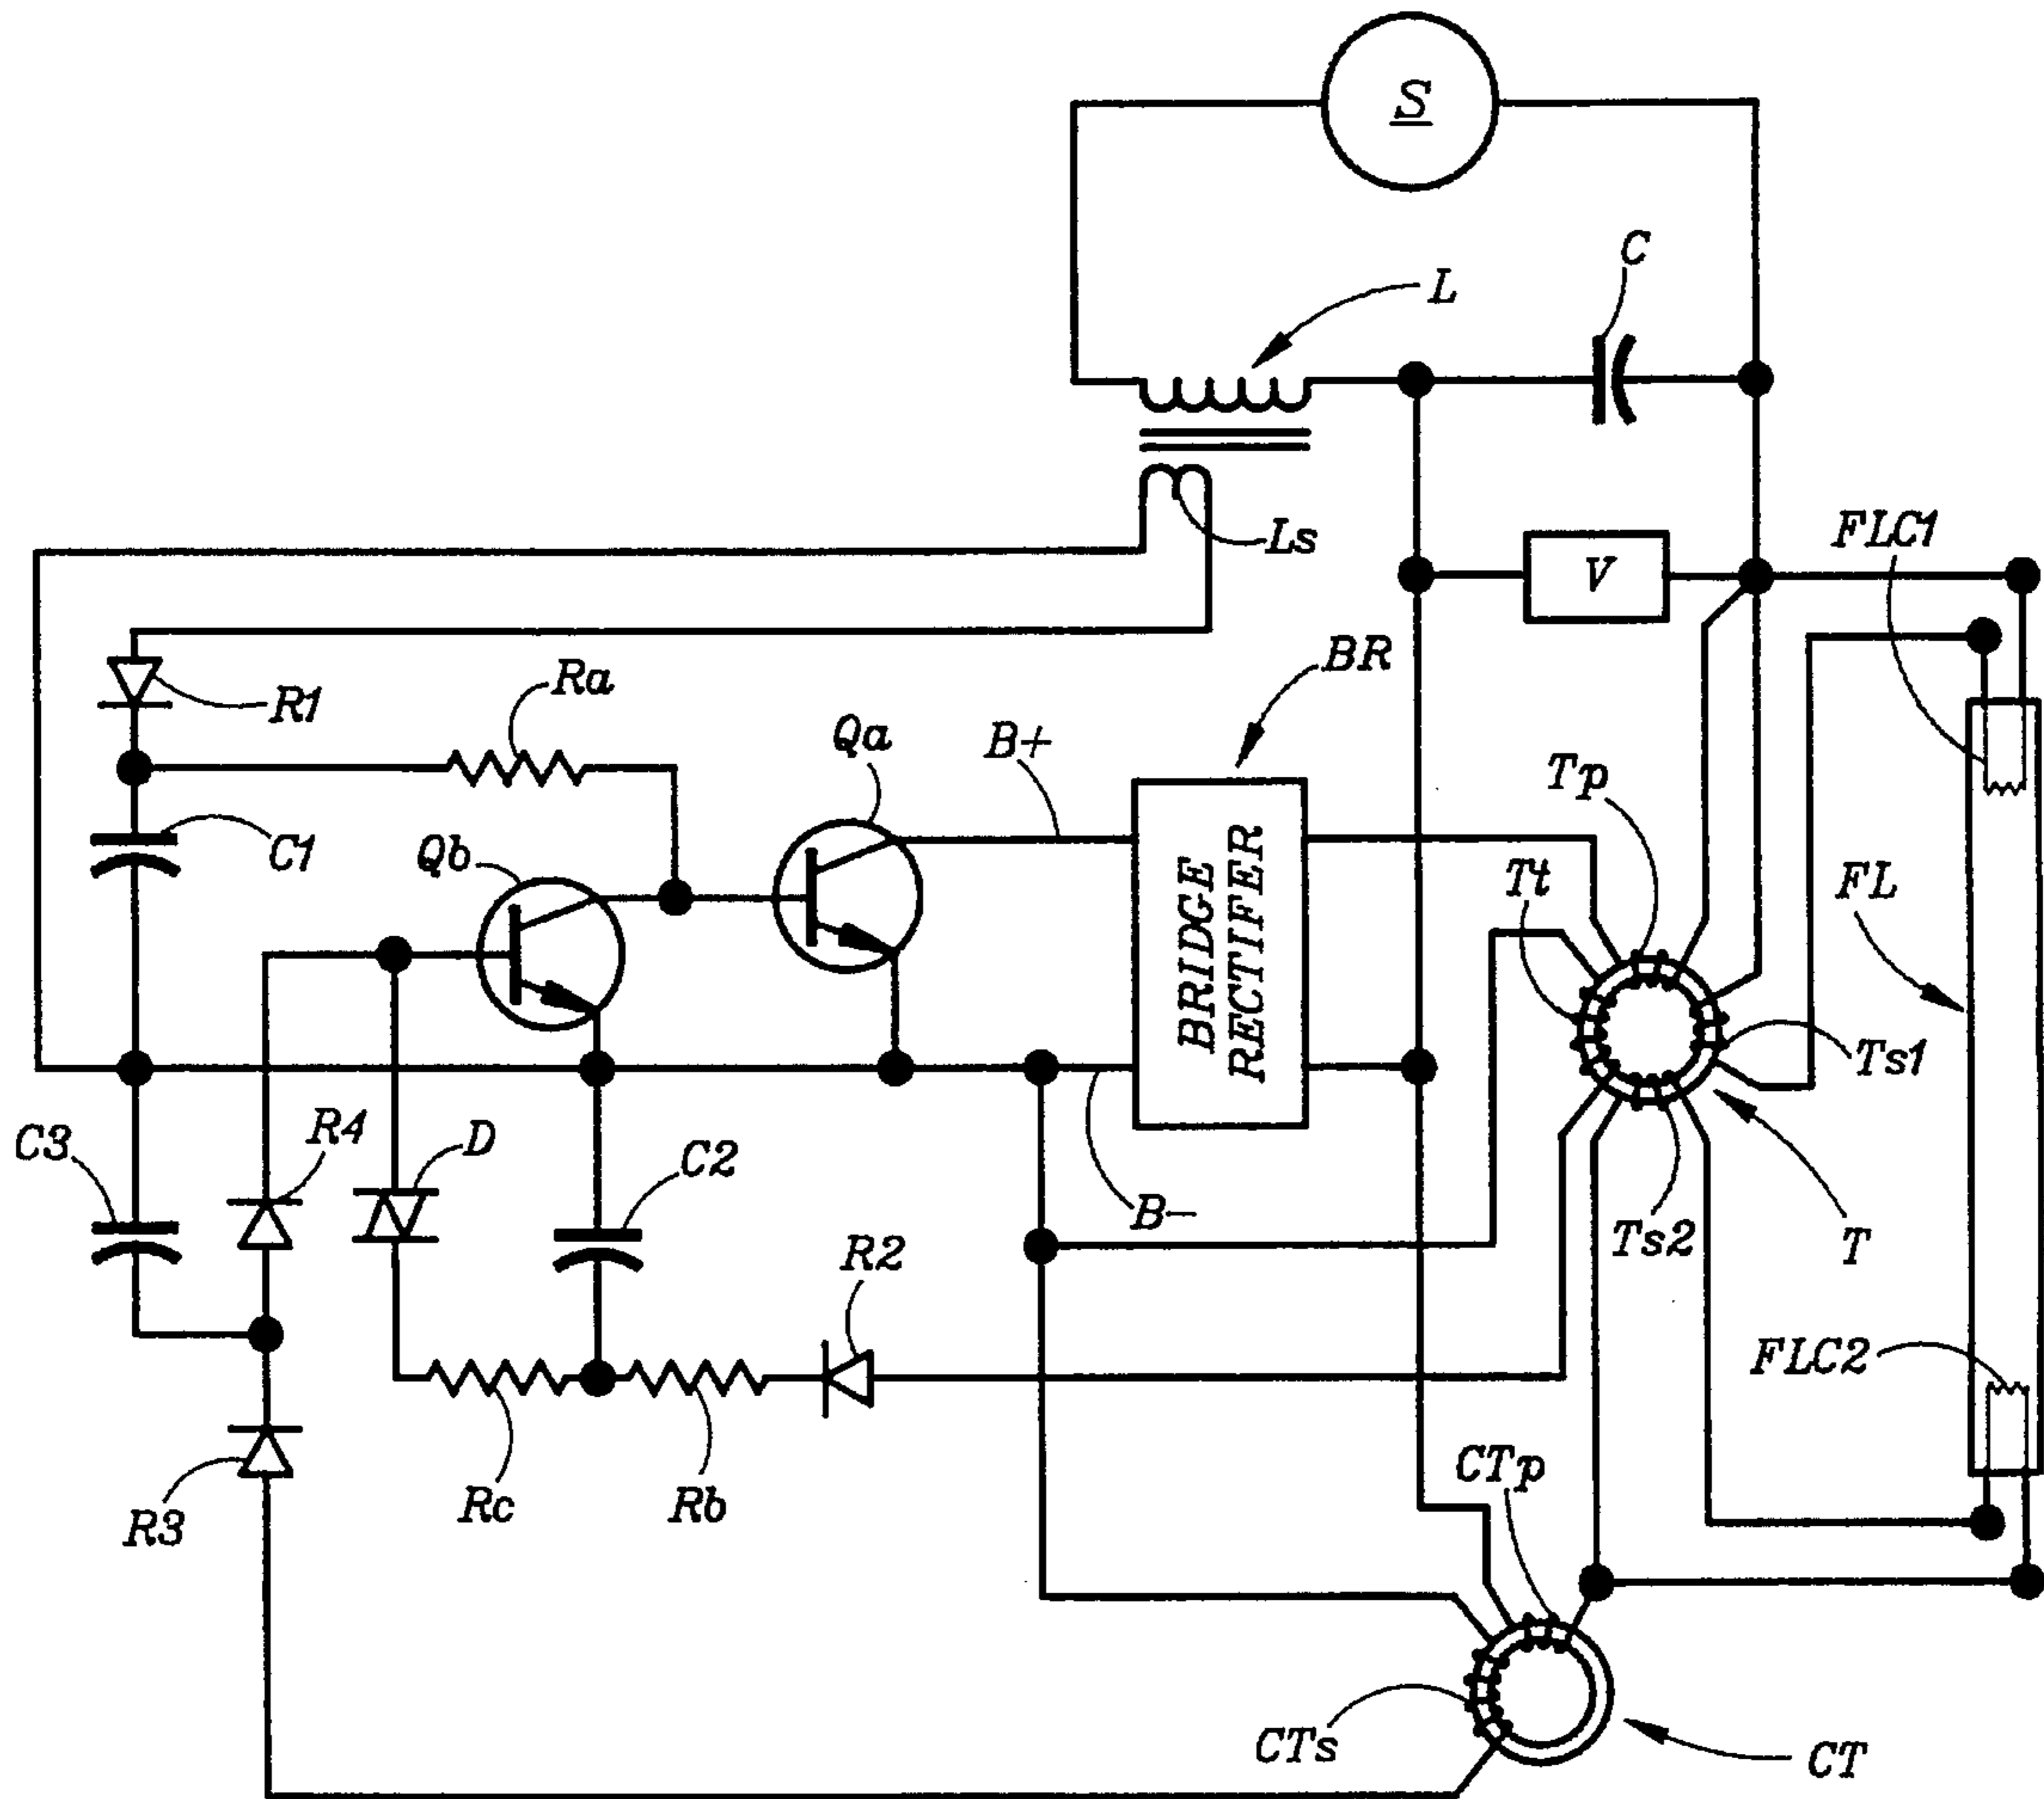 S
C
L
Ls
FLC1
V
BR
R1
Ra
Qa
B+
Tp
C1
Qb
Tt
FL
BRIDGE
RECTIFIER
Ts1
C3
R4
D
C2
B-
Ts2
T
R2
FLC2
CTp
R3
Rc
Rb
CTs
CT